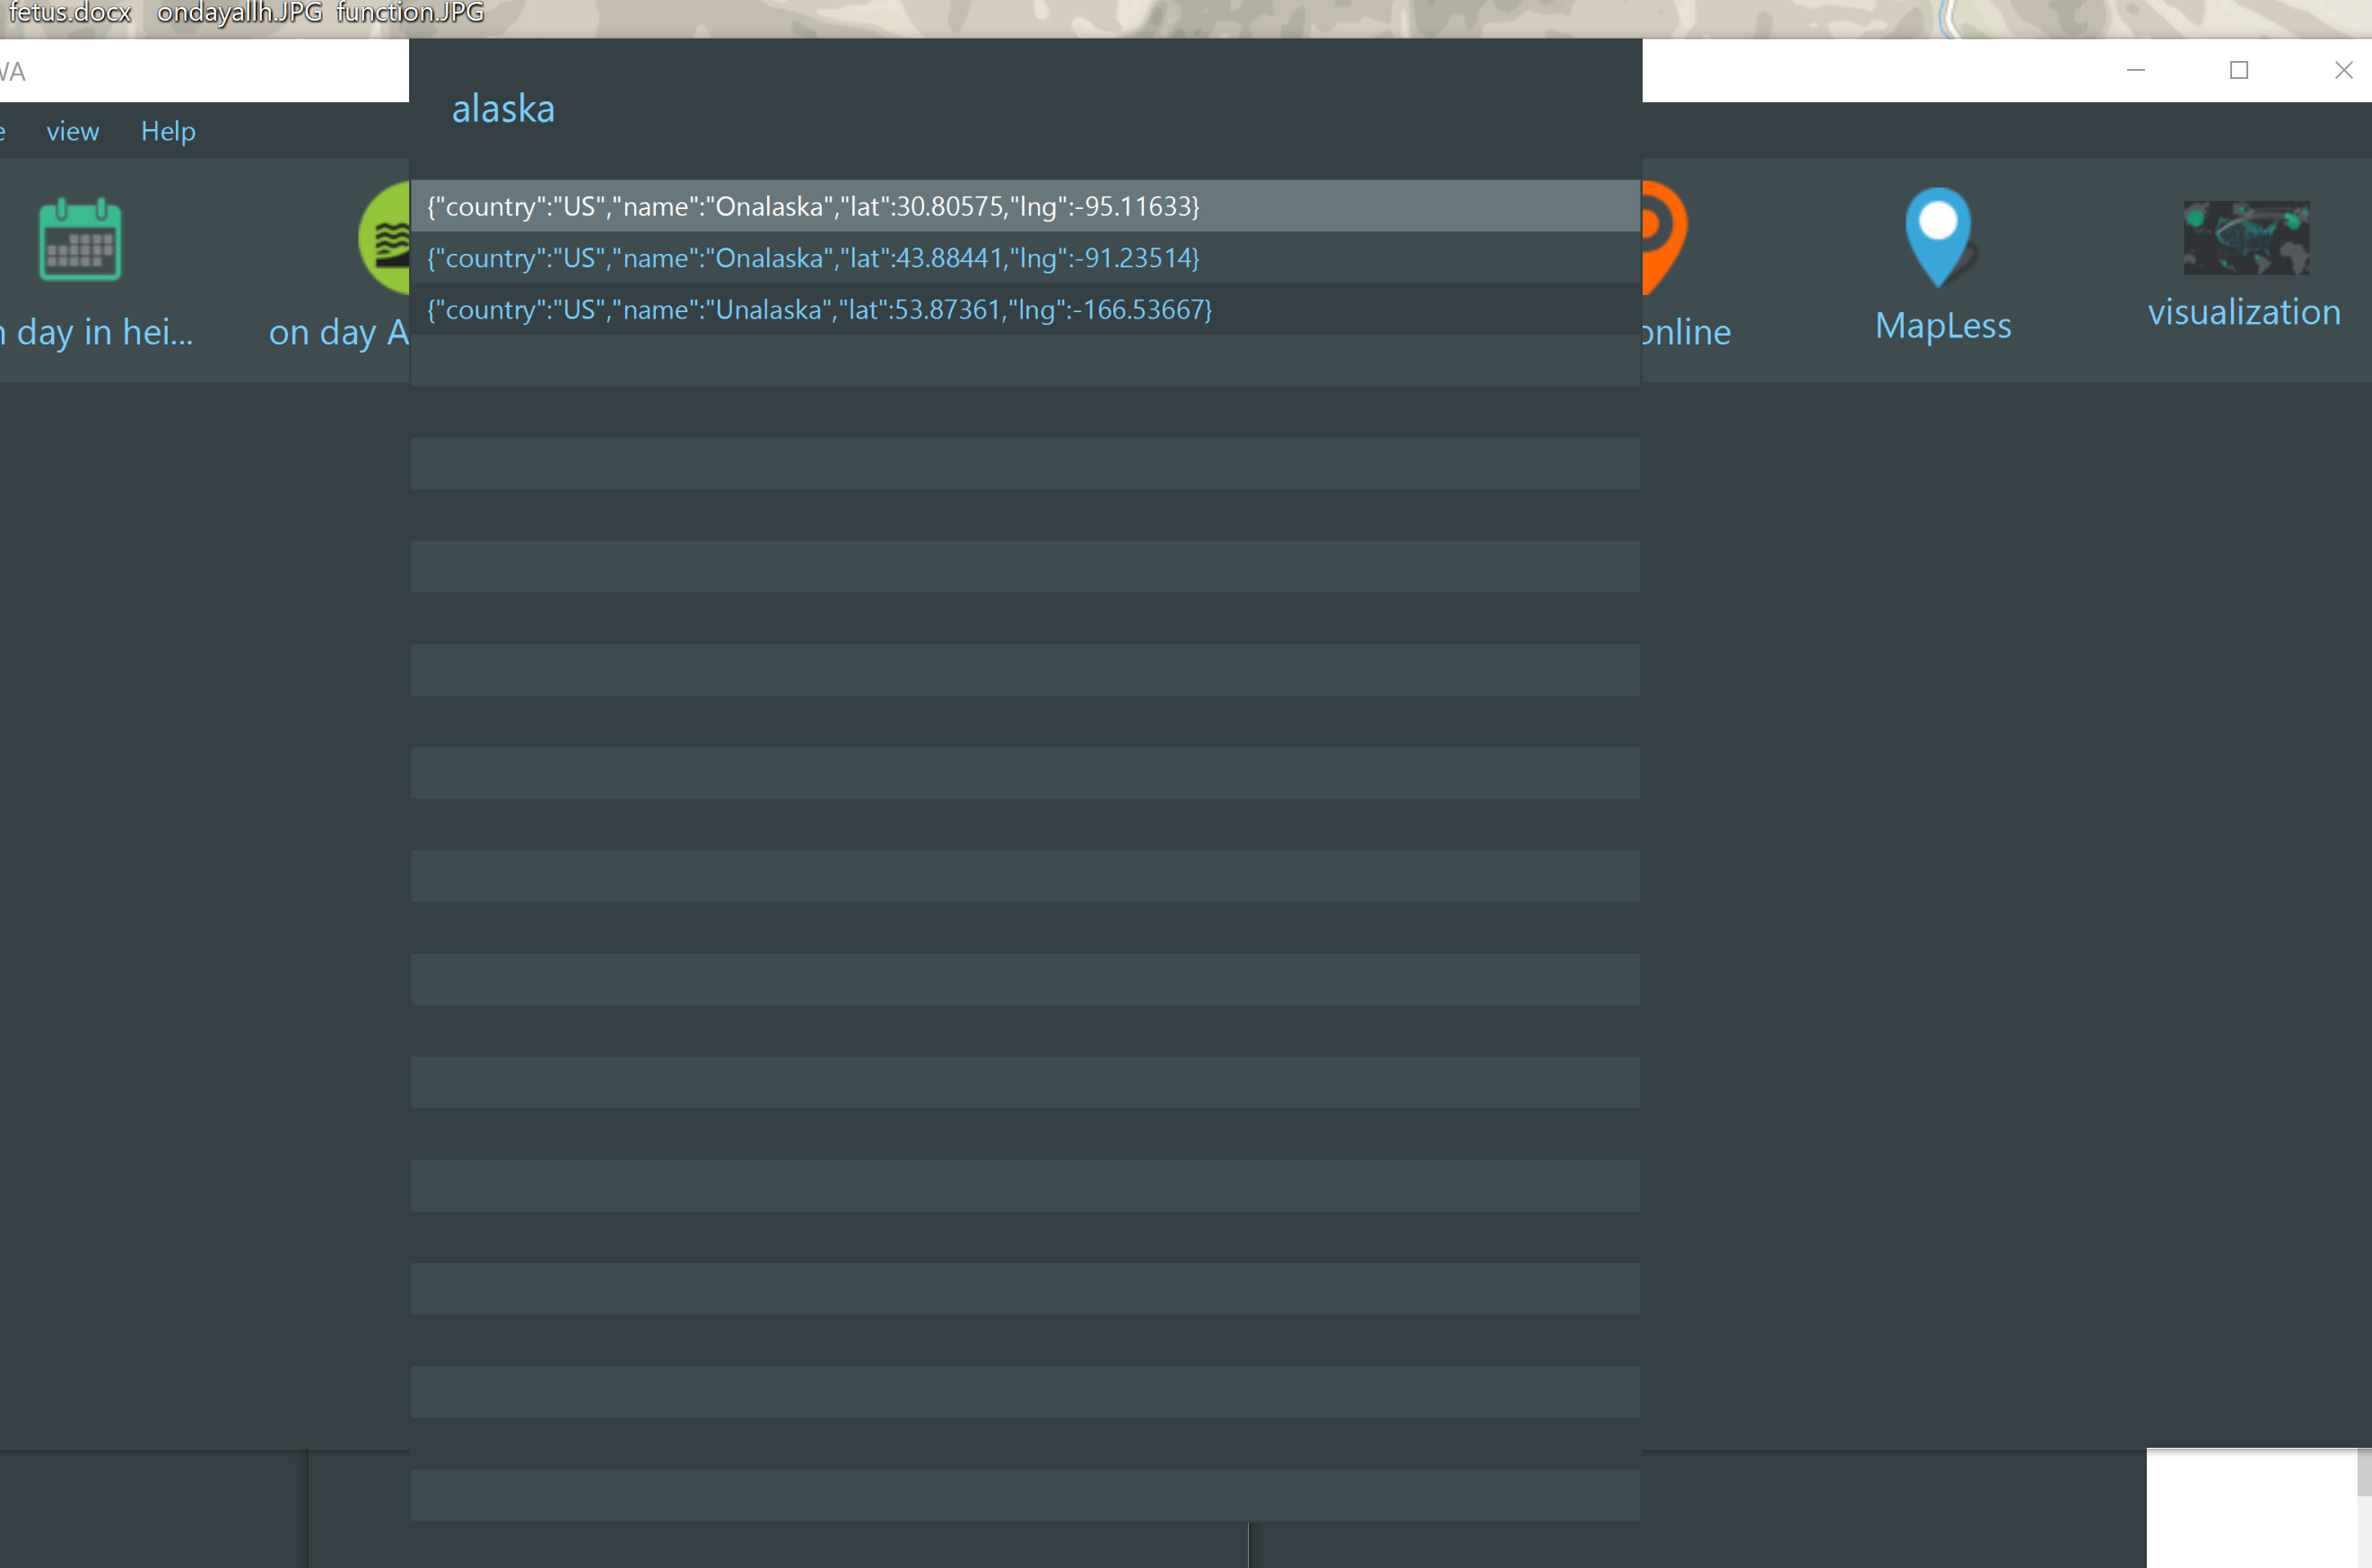 fetus.docx ondayallh.JPG function.JPG
alaska
view Help
{"country":"US","name":"Onalaska","lat":30.80575,"lng":-95.11633}
{"country":"US","name":"Onalaska","lat":43.88441,"lng":-91.23514}
{"country":"US","name":"Unalaska","lat":53.87361,"lng":-166.53667}
day in hei...
on day A
online
MapLess
visualization